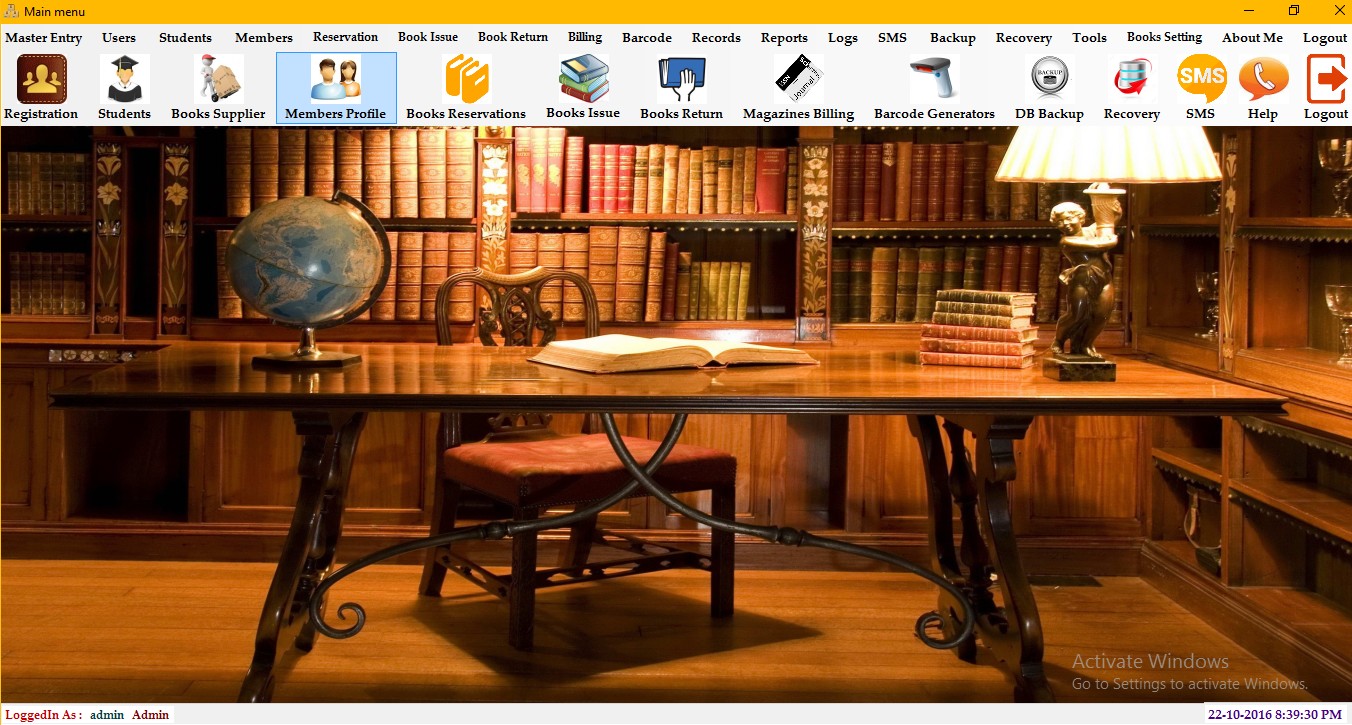 Main menu
Master Entry Users Students Members Reservation Book Issue Book Return Billing Barcode Records Reports Logs SMS Backup Recovery Tools Books Setting About Me Logout
BACKUP
SMS
Registration Students Books Supplier Members Profile Books Reservations Books Issue Books Return Magazines Billing Barcode Generators DB Backup Recovery SMS Help Logout
Activate Windows
Go to Settings to activate Windows.
LoggedIn As : admin Admin
22-10-2016 8:39:30 PM